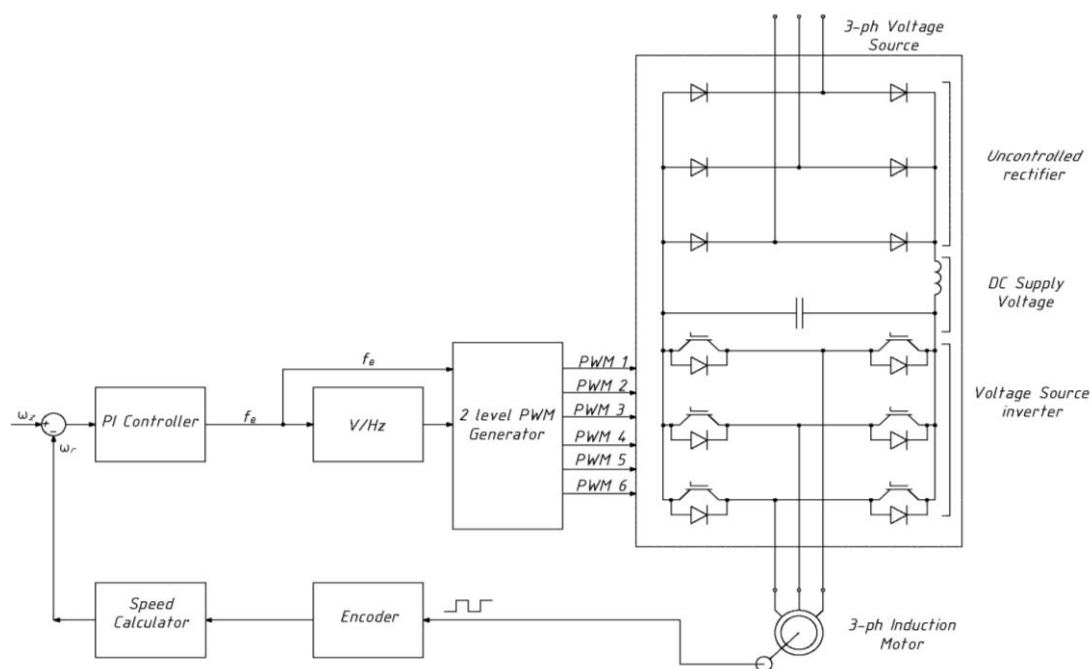 3-ph Voltage
Source
Uncontrolled
rectifier
DC Supply
Voltage
fe
PWM 1
PWM 2
PWM 3
PWM 4
PWM 5
PWM 6
Voltage Source
inverter
ωz
+
-
ωr
PI Controller
fe
V/Hz
2 level PWM
Generator
Speed
Calculator
Encoder
3-ph Induction
Motor